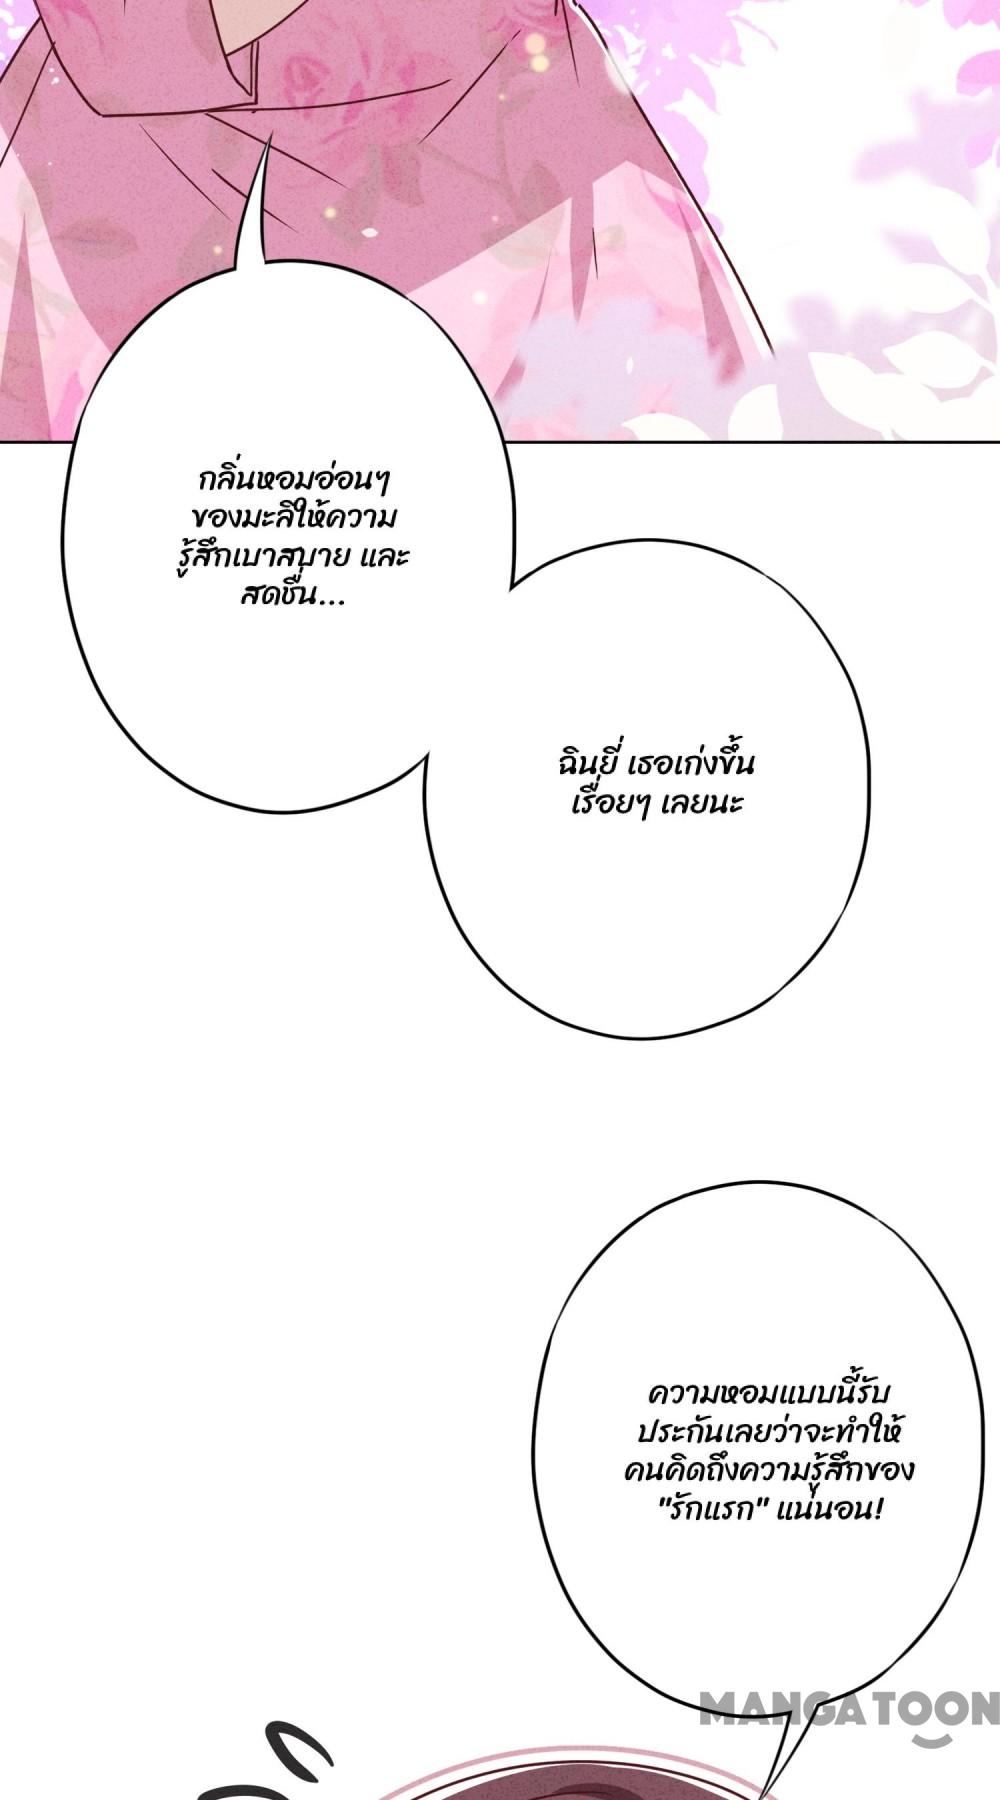 กลิ่นหอมอ่อนๆ
ของมะลิให้ความ
รู้สึกเบาสบาย และ
สดชื่น...
ฉินยี่ เธอเก่งขึ้น
เรื่อยๆ เลยนะ
ความหอมแบบนี้รับ
ประกันเลยว่าจะทำให้
คนคิดถึงความรู้สึกของ
"รักแรก" แน่นอน!
MANGATOON